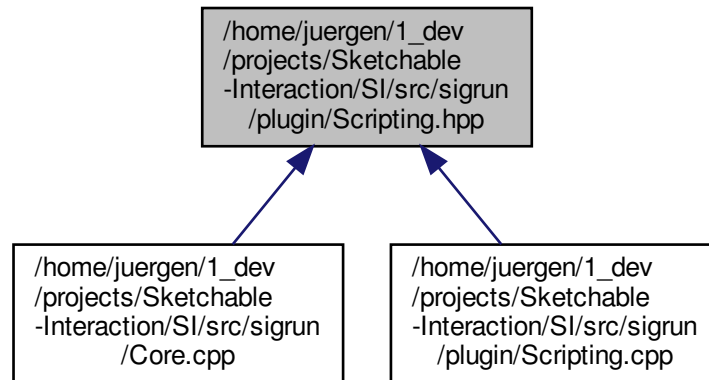 /home/juergen/1_dev
/projects/Sketchable
-Interaction/SI/src/sigrun
/plugin/Scripting.hpp
/home/juergen/1_dev
/projects/Sketchable
-Interaction/SI/src/sigrun
/Core.cpp
/home/juergen/1_dev
/projects/Sketchable
-Interaction/SI/src/sigrun
/plugin/Scripting.cpp